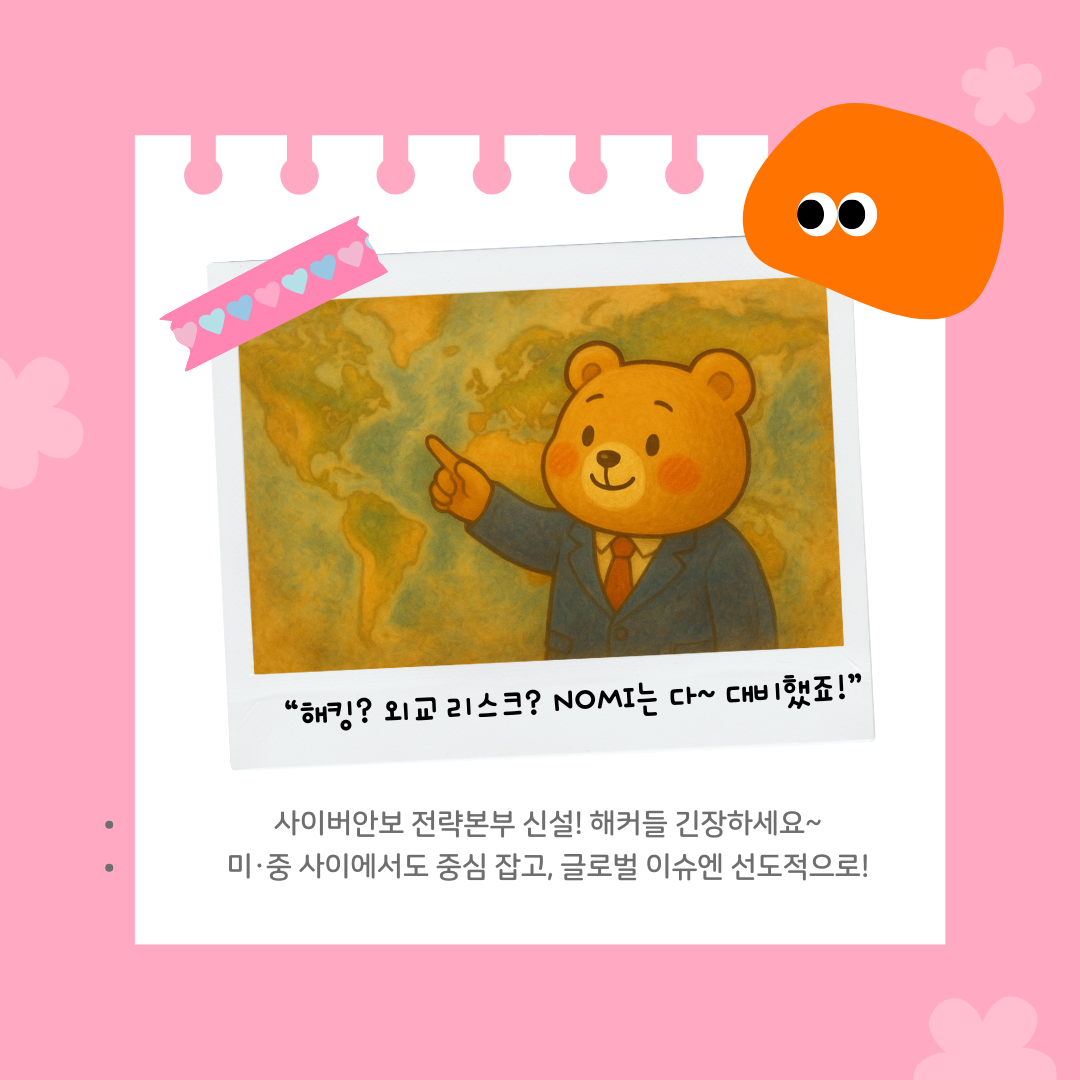 “해킹? 외교 리스크? NOMI는 다~ 대비했죠!”
• 사이버안보 전략본부 신설! 해커들 긴장하세요~
• 미·중 사이에서도 중심 잡고, 글로벌 이슈엔 선도적으로!